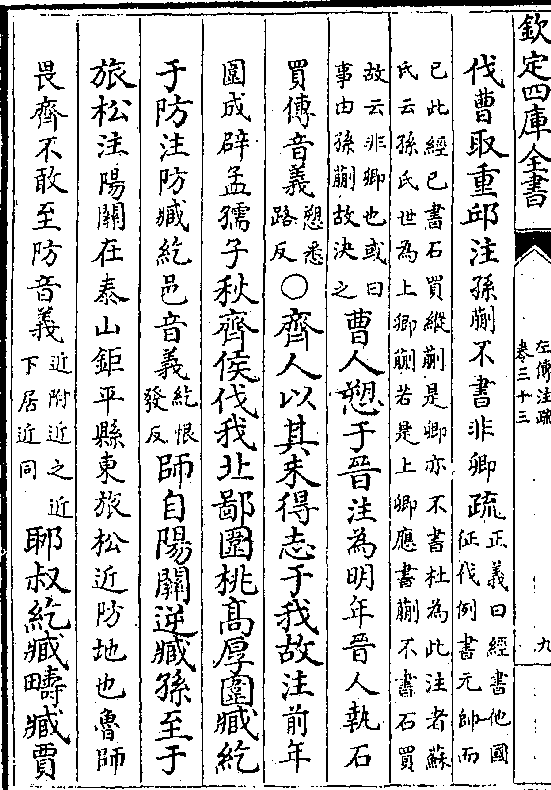 欽定四庫全書
左傳注疏
卷三十三
九
伐曹取重邱注孫蒯不書非卿疏正義曰經書他國征伐例書元帥而
已此經已書石買縱蒯是卿亦不書杜為此注者蘇
氏云孫氏世為上卿蒯若是上卿應書蒯不書石買
故云非卿也或曰事由孫蒯故決之曹人愬于晉注為明年晉人執石
買傳音義愬悉路反○齊人以其未得志于我故注前年
圍成辟孟孺子秋齊侯伐我北鄙圍桃髙厚圍臧紇
于防注防臧紇邑音義紇恨發反師自陽關逆臧孫至于
旅松注陽關在泰山鉅平縣東旅松近防地也魯師
畏齊不敢至防音義近附近之近下居近同郰叔紇臧疇臧賈